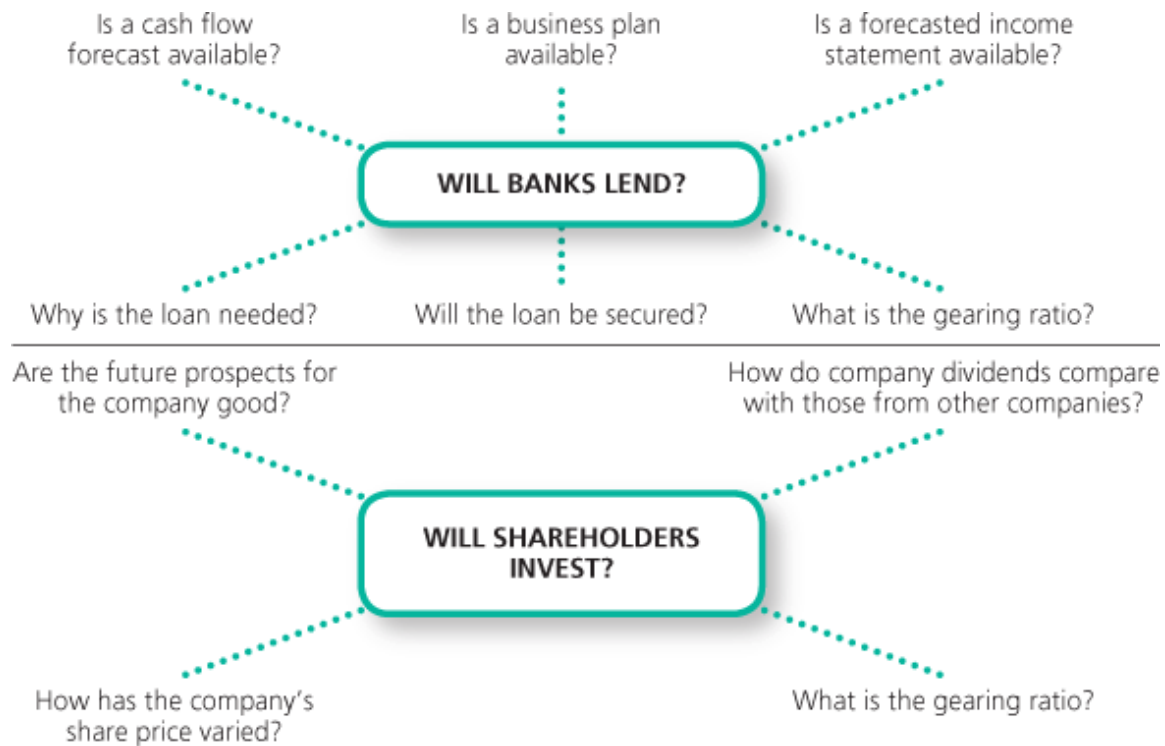 Is a cash flow
forecast available?
Is a business plan
available?
Is a forecasted income
statement available?
WILL BANKS LEND?
Why is the loan needed?
Will the loan be secured?
What is the gearing ratio?
Are the future prospects for
the company good?
How do company dividends compare
with those from other companies?
WILL SHAREHOLDERS
INVEST?
How has the company’s
share price varied?
What is the gearing ratio?